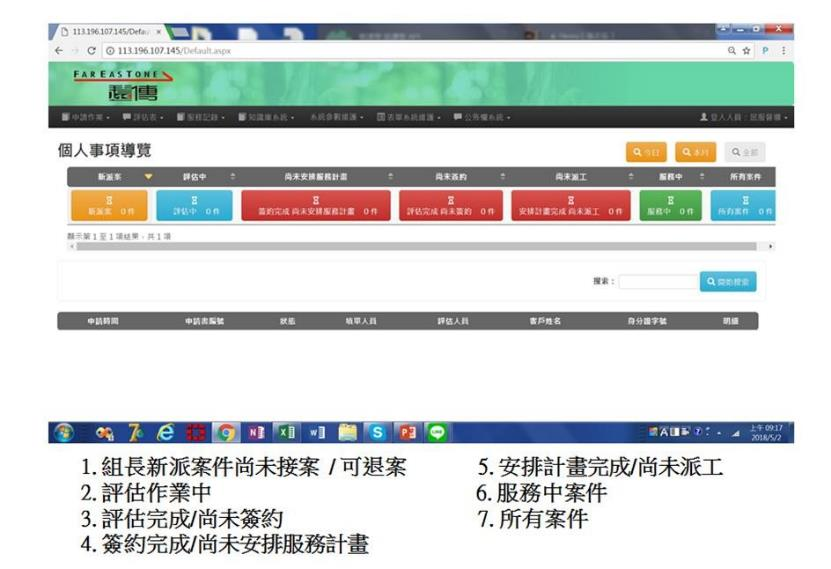 113.196.107.145/Defau
113.196.107.145/Default.aspx
FAREASTONE
遠傳
申請作業 評估表 服務記錄 知識庫系統 系統參數維護 表單系統維護 公佈欄系統
個人事項導覽
今日 本月 全部
新派案 評估中 尚未安排服務計畫 尚未簽約 尚未派工 服務中 所有案件
新派案 0 件 評估中 0 件 簽約完成 尚未安排服務計畫 0 件 評估完成 尚未簽約 0 件 安排計畫完成 尚未派工 0 件 服務中 0 件 所有案件 0 件
顯示第 1 至 1 項結果，共 1 項
搜索： 開始搜索
申請時間 申請書編號 狀態 填單人員 評估人員 客戶姓名 身分證字號 明細
上午 09:17
2018/5/2
1. 組長新派案件尚未接案 / 可退案
2. 評估作業中
3. 評估完成/尚未簽約
4. 簽約完成/尚未安排服務計畫
5. 安排計畫完成/尚未派工
6. 服務中案件
7. 所有案件